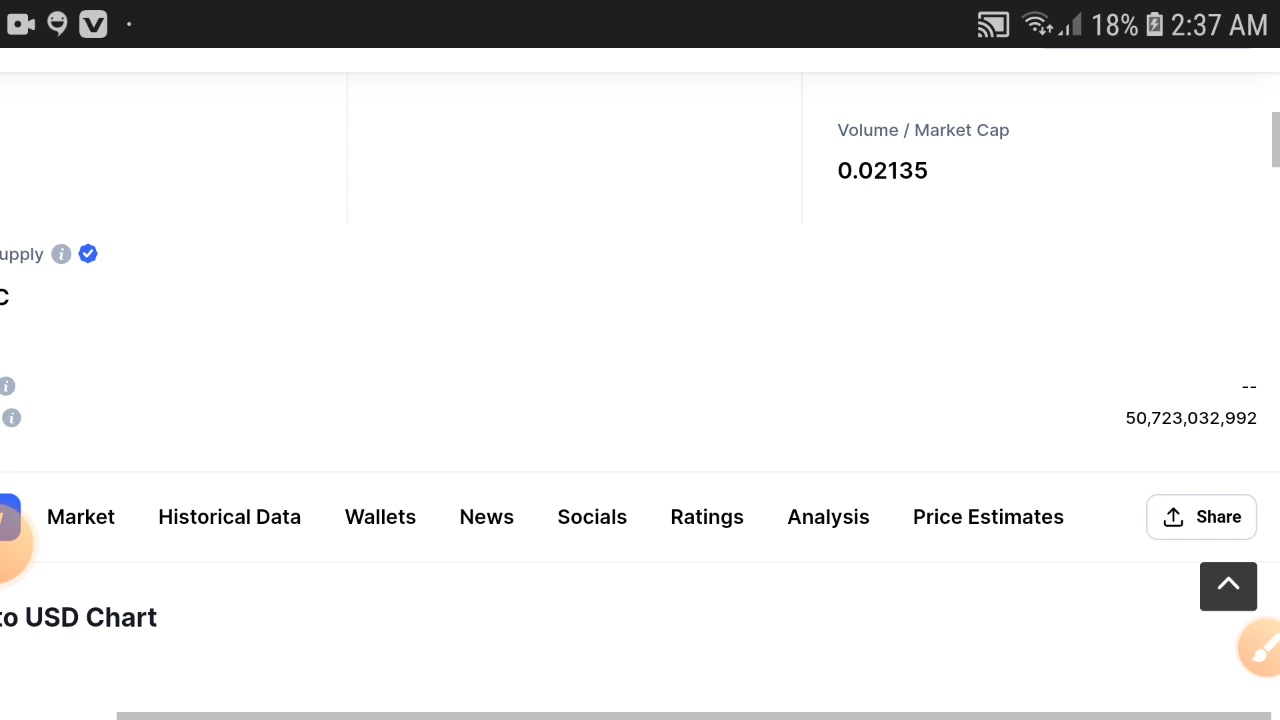 18% 2:37 AM
Volume / Market Cap
0.02135
upply
C
--
50,723,032,992
Market Historical Data Wallets News Socials Ratings Analysis Price Estimates Share
to USD Chart